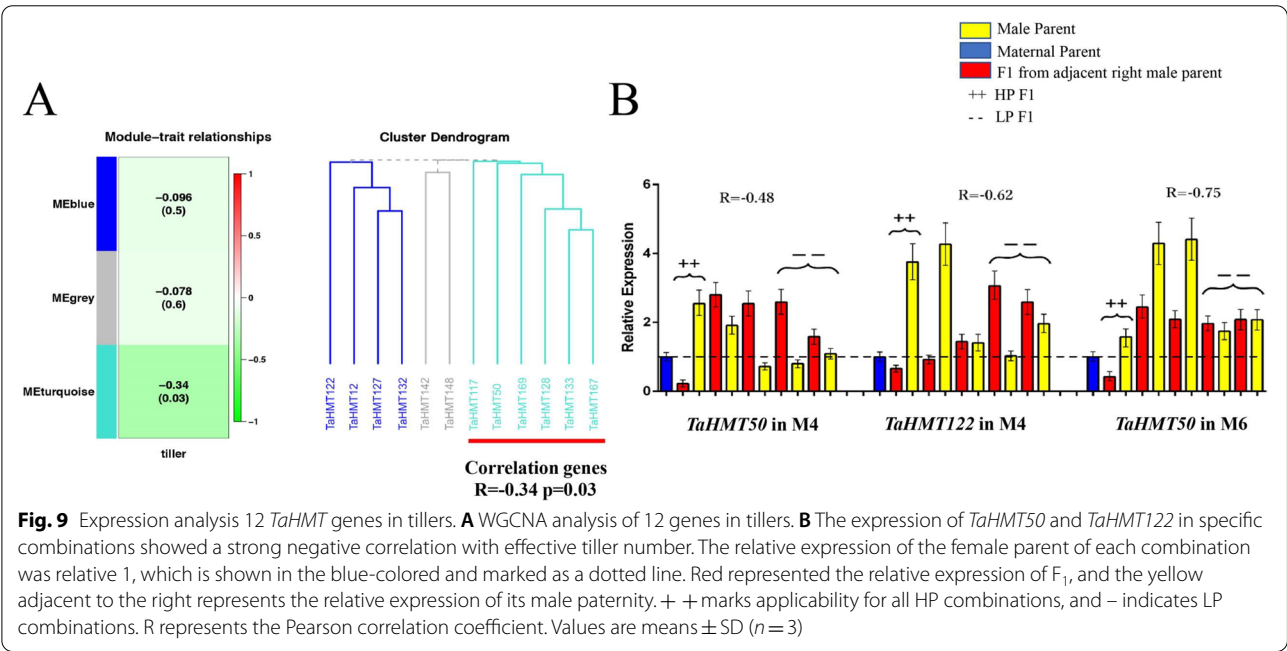 Male Parent
Maternal Parent
F1 from adjacent right male parent
++ HP F1
-- LP F1
A
B
Module–trait relationships
MEblue
MEgrey
MEturquoise
−0.096
(0.5)
−0.078
(0.6)
−0.34
(0.03)
1
0.5
0
−0.5
−1
tiller
Cluster Dendrogram
TaHMT122
TaHMT12
TaHMT127
TaHMT132
TaHMT142
TaHMT148
TaHMT117
TaHMT50
TaHMT169
TaHMT128
TaHMT133
TaHMT167
Correlation genes
R=-0.34 p=0.03
Relative Expression
6
4
2
0
R=-0.48
R=-0.62
R=-0.75
++
— —
++
— —
++
— —
TaHMT50 in M4
TaHMT122 in M4
TaHMT50 in M6
Fig. 9 Expression analysis 12 TaHMT genes in tillers. A WGCNA analysis of 12 genes in tillers. B The expression of TaHMT50 and TaHMT122 in specific
combinations showed a strong negative correlation with effective tiller number. The relative expression of the female parent of each combination
was relative 1, which is shown in the blue-colored and marked as a dotted line. Red represented the relative expression of F1, and the yellow
adjacent to the right represents the relative expression of its male paternity. + + marks applicability for all HP combinations, and – indicates LP
combinations. R represents the Pearson correlation coefficient. Values are means ± SD (n = 3)